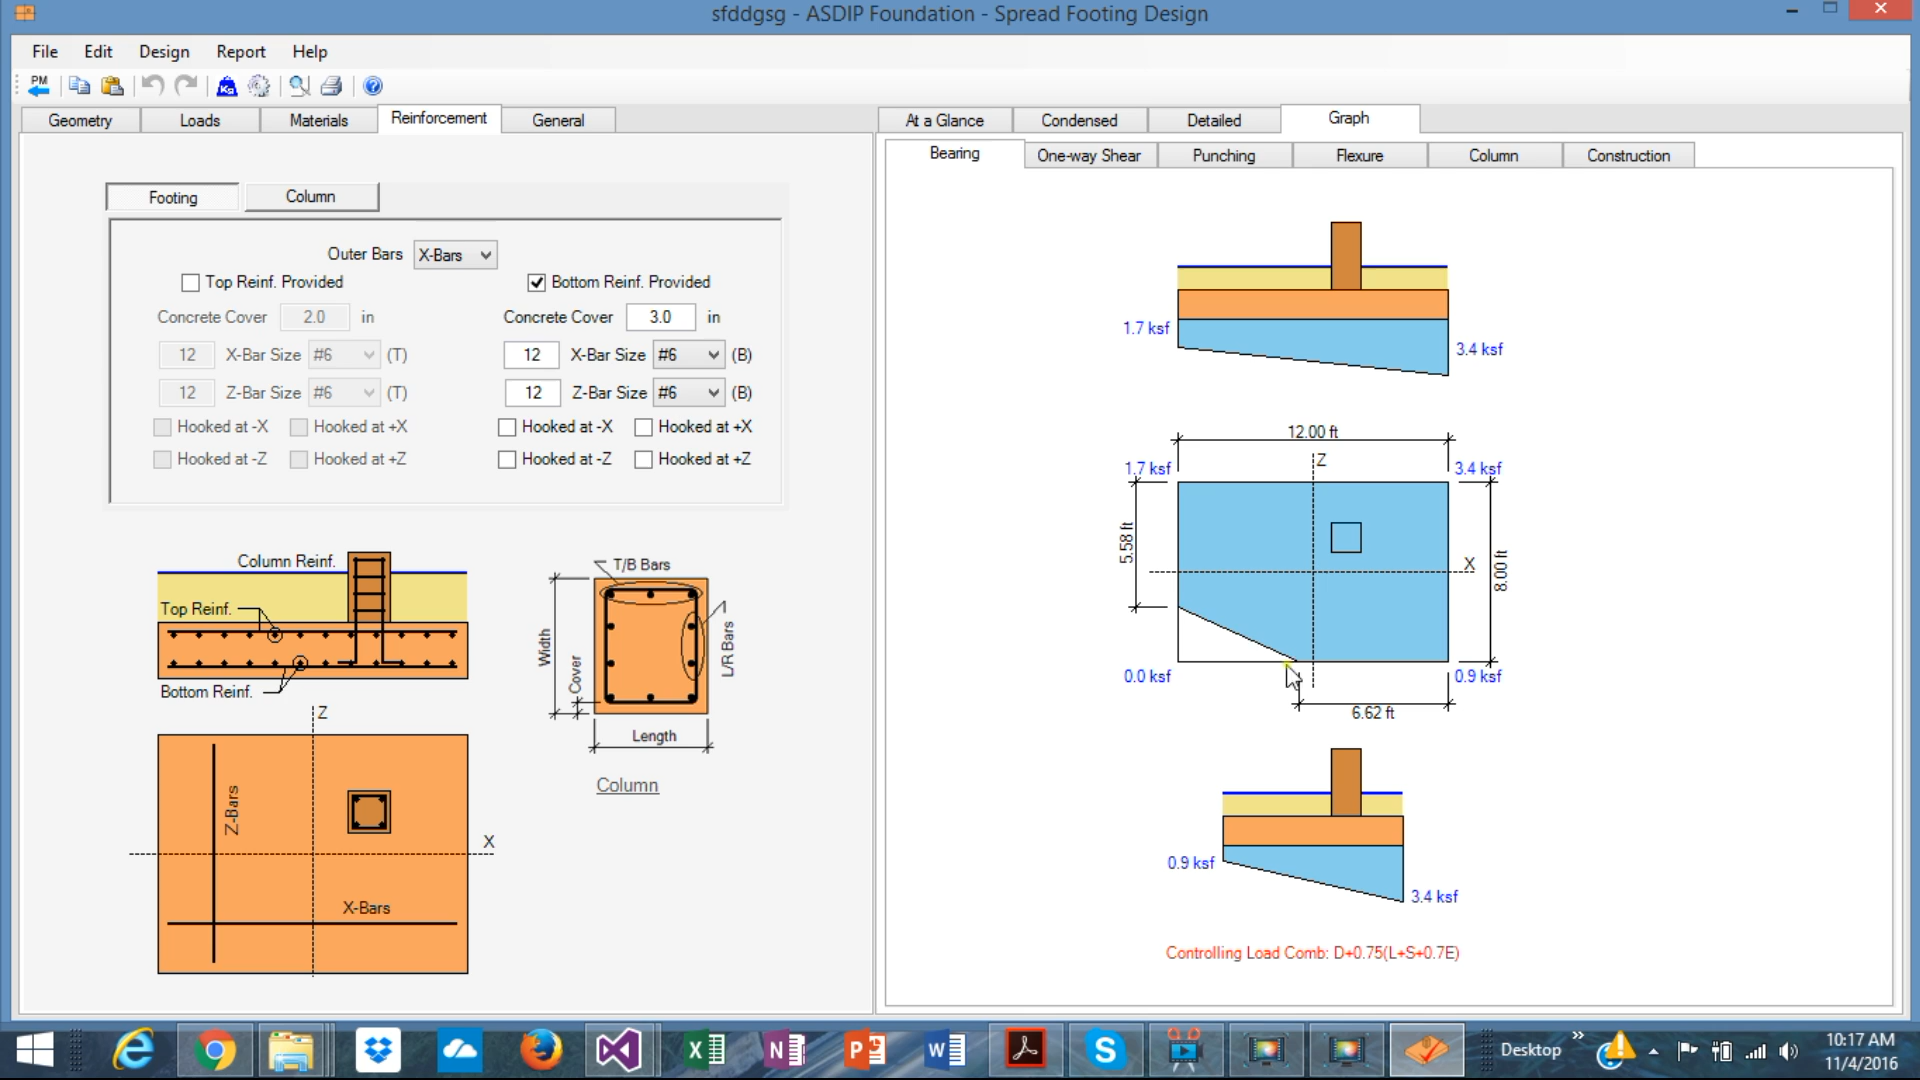 sfddgsg - ASDIP Foundation - Spread Footing Design
File Edit Design Report Help
PM
Kg
Geometry Loads Materials Reinforcement General
At a Glance Condensed Detailed Graph
Bearing One-way Shear Punching Flexure Column Construction
Footing Column
Outer Bars X-Bars
Top Reinf. Provided Bottom Reinf. Provided
Concrete Cover 2.0 in Concrete Cover 3.0 in
12 X-Bar Size #6 (T) 12 X-Bar Size #6 (B)
12 Z-Bar Size #6 (T) 12 Z-Bar Size #6 (B)
Hooked at -X Hooked at +X Hooked at -X Hooked at +X
Hooked at -Z Hooked at +Z Hooked at -Z Hooked at +Z
Column Reinf.
Top Reinf.
Bottom Reinf.
Z
Z-Bars
X
X-Bars
T/B Bars
Width
Cover
L/R Bars
Length
Column
1.7 ksf
3.4 ksf
12.00 ft
Z
1.7 ksf 3.4 ksf
5.58 ft
X
8.00 ft
0.0 ksf 0.9 ksf
6.62 ft
0.9 ksf
3.4 ksf
Controlling Load Comb: D+0.75(L+S+0.7E)
Desktop
10:17 AM
11/4/2016